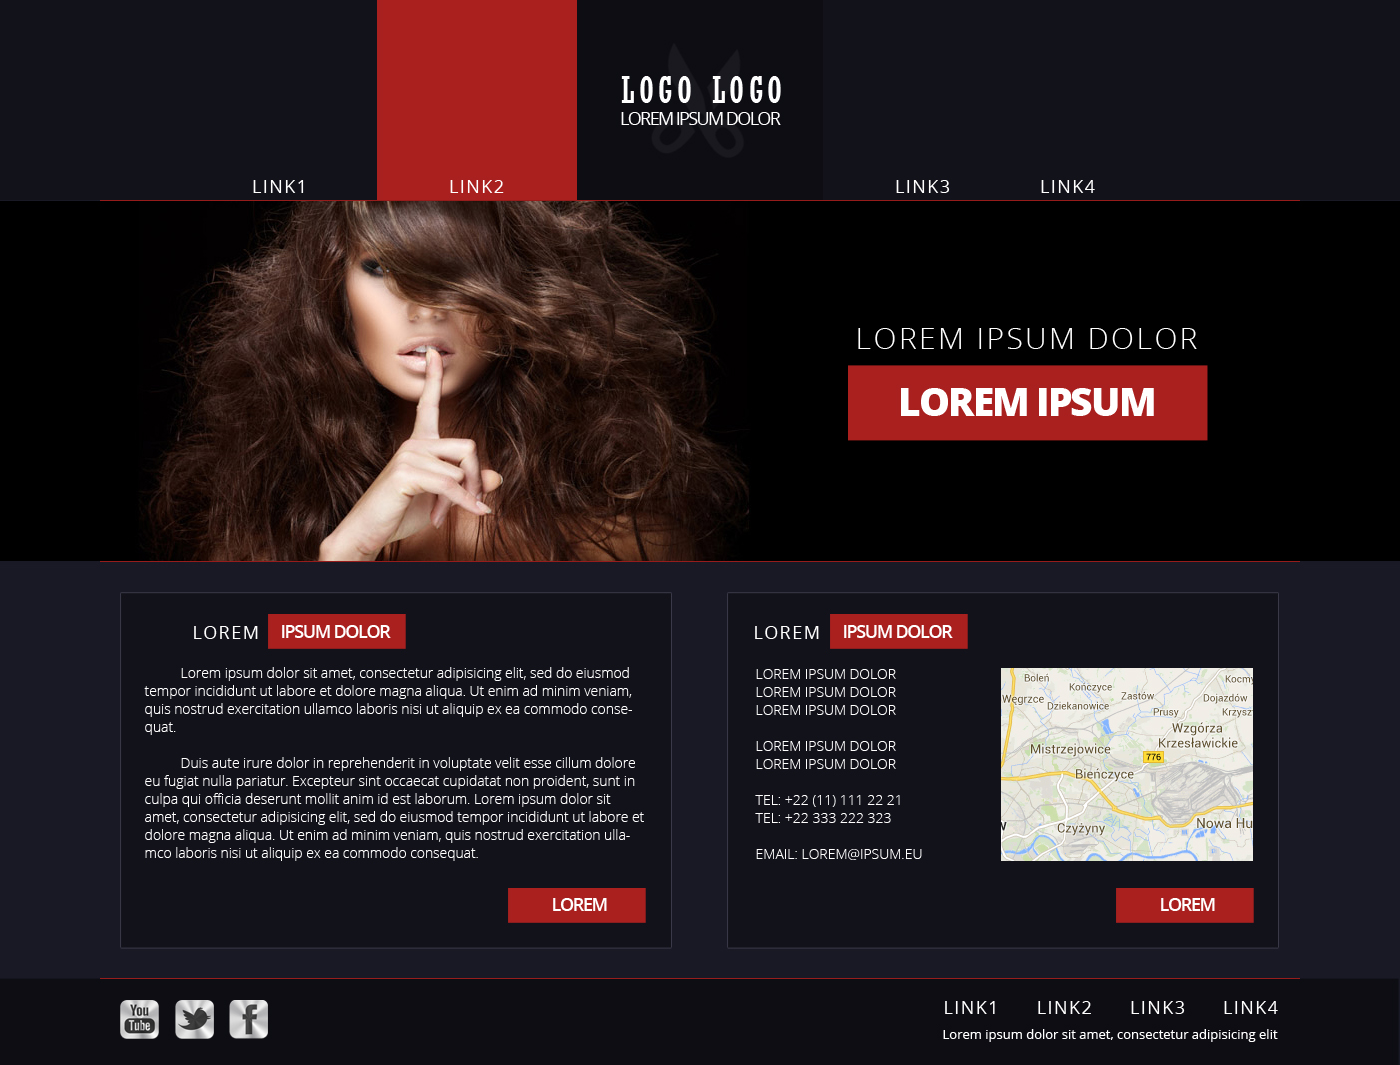 LOGO LOGO
LOREM IPSUM DOLOR
LINK1
LINK2
LINK3
LINK4
LOREM IPSUM DOLOR
LOREM IPSUM
LOREM IPSUM DOLOR
Lorem ipsum dolor sit amet, consectetur adipisicing elit, sed do eiusmod
tempor incididunt ut labore et dolore magna aliqua. Ut enim ad minim veniam,
quis nostrud exercitation ullamco laboris nisi ut aliquip ex ea commodo conse-
quat.
Duis aute irure dolor in reprehenderit in voluptate velit esse cillum dolore
eu fugiat nulla pariatur. Excepteur sint occaecat cupidatat non proident, sunt in
culpa qui officia deserunt mollit anim id est laborum. Lorem ipsum dolor sit
amet, consectetur adipisicing elit, sed do eiusmod tempor incididunt ut labore et
dolore magna aliqua. Ut enim ad minim veniam, quis nostrud exercitation ulla-
mco laboris nisi ut aliquip ex ea commodo consequat.
LOREM
LOREM IPSUM DOLOR
LOREM IPSUM DOLOR
LOREM IPSUM DOLOR
LOREM IPSUM DOLOR
LOREM IPSUM DOLOR
LOREM IPSUM DOLOR
TEL: +22 (11) 111 22 21
TEL: +22 333 222 323
EMAIL: LOREM@IPSUM.EU
Boleń
Kocmy
Kończyce
Zastów
Dojazdów
Węgrzce
Dziekanowice
Prusy
Krzysz
Wzgórza
Krzesławickie
Mistrzejowice
776
Bieńczyce
Czyżyny
Nowa Hu
LOREM
You
Tube
f
LINK1
LINK2
LINK3
LINK4
Lorem ipsum dolor sit amet, consectetur adipisicing elit